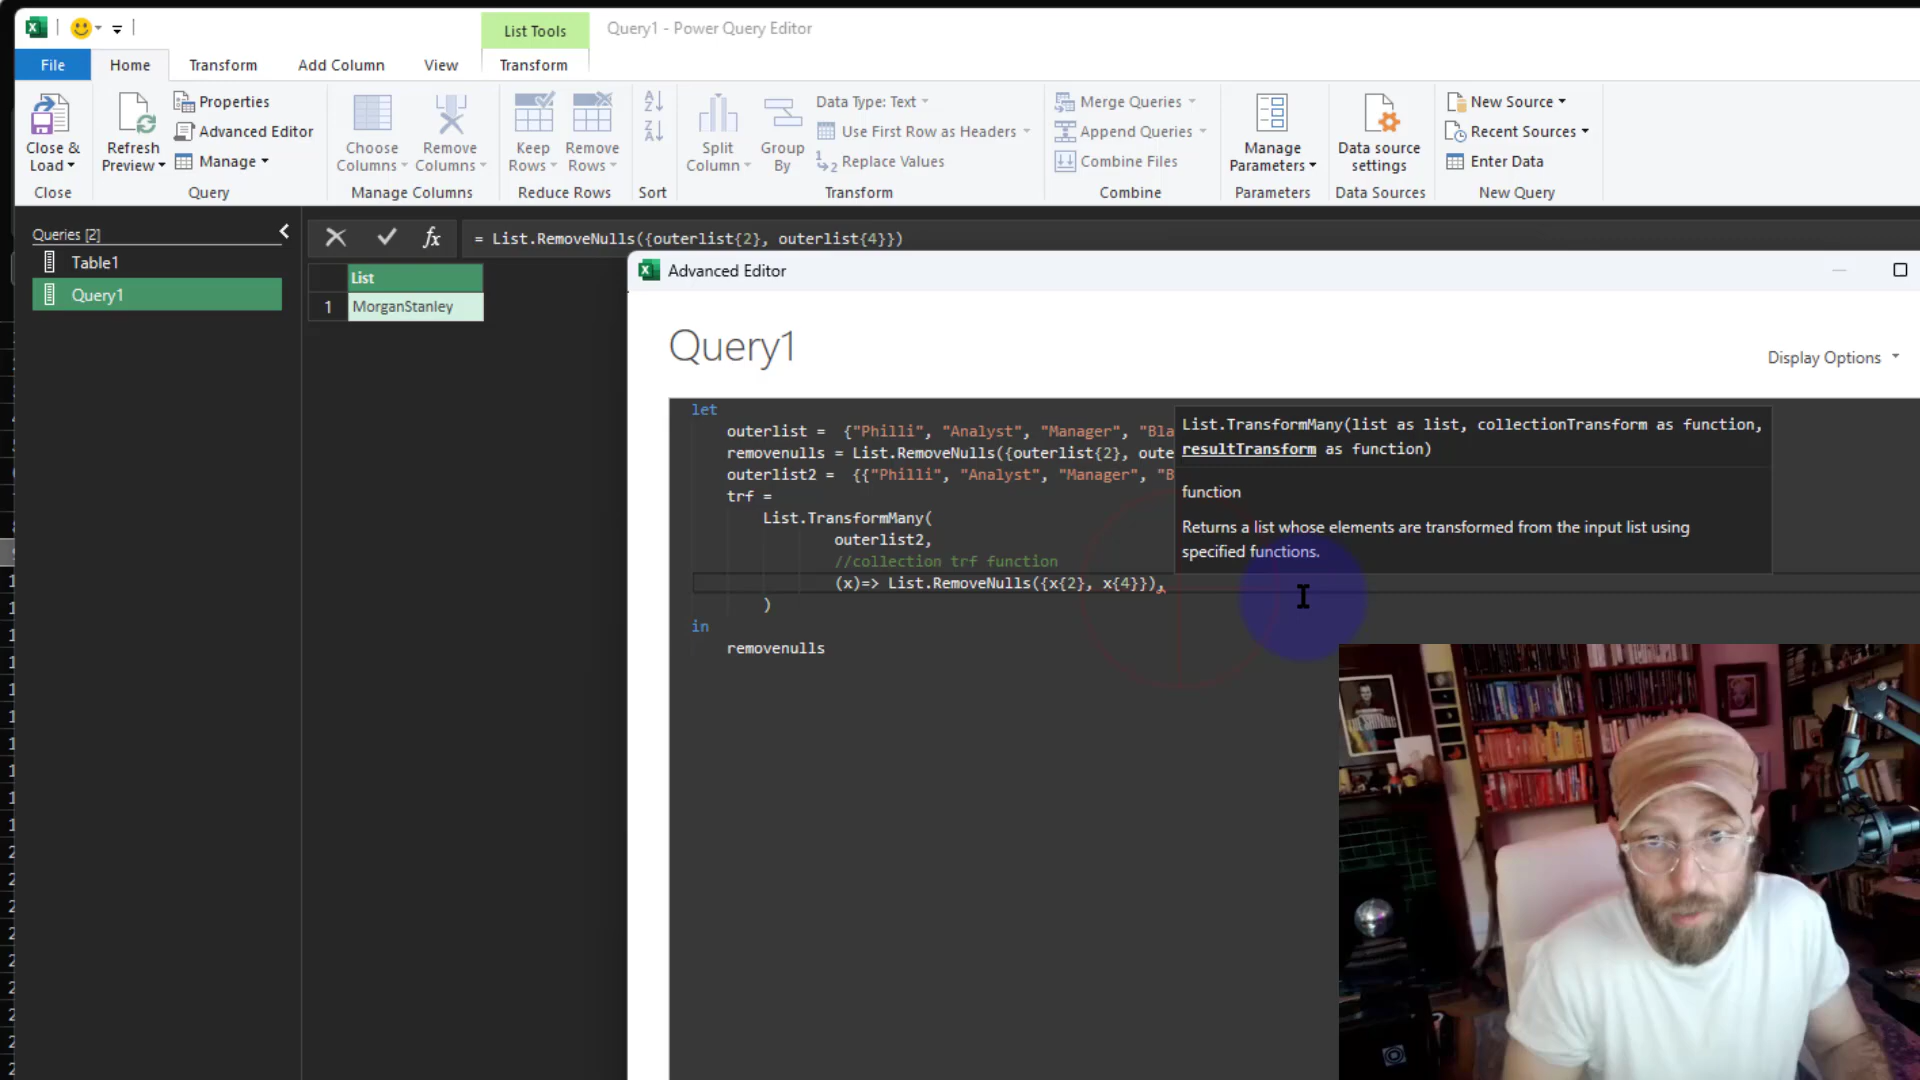 List Tools
Query1 - Power Query Editor
File
Home
Transform
Add Column
View
Transform
Close & Load
Close
Refresh Preview
Properties
Advanced Editor
Manage
Query
Choose Columns
Remove Columns
Manage Columns
Keep Rows
Remove Rows
Reduce Rows
Sort
Split Column
Group By
Data Type: Text
Use First Row as Headers
Replace Values
Transform
Merge Queries
Append Queries
Combine Files
Combine
Manage Parameters
Parameters
Data source settings
Data Sources
New Source
Recent Sources
Enter Data
New Query
Queries [2]
Table1
Query1
fx
= List.RemoveNulls({outerlist{2}, outerlist{4}})
List
1 MorganStanley
Advanced Editor
Query1
Display Options
let
outerlist = {"Philli", "Analyst", "Manager", "Bla
removenulls = List.RemoveNulls({outerlist{2}, oute
outerlist2 = {{"Philli", "Analyst", "Manager", "B
trf =
List.TransformMany(
outerlist2,
//collection trf function
(x)=> List.RemoveNulls({x{2}, x{4}}),
)
in
removenulls
List.TransformMany(list as list, collectionTransform as function,
resultTransform as function)
function
Returns a list whose elements are transformed from the input list using
specified functions.